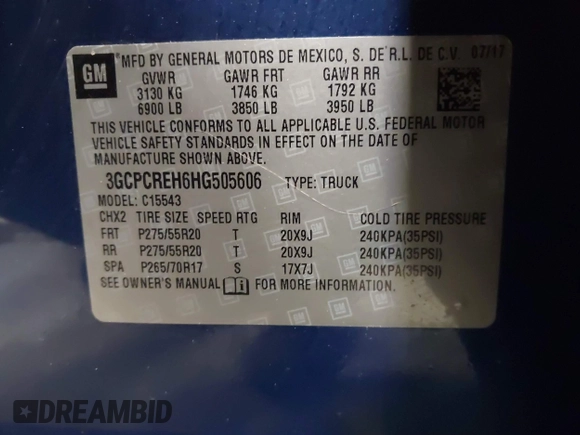 GM
*MFD BY GENERAL MOTORS DE MEXICO, S. DE R.L. DE C.V. 07/17
GVWR GAWR FRT GAWR RR
3130 KG 1746 KG 1792 KG
6900 LB 3850 LB 3950 LB
THIS VEHICLE CONFORMS TO ALL APPLICABLE U.S. FEDERAL MOTOR
VEHICLE SAFETY STANDARDS IN EFFECT ON THE DATE OF
MANUFACTURE SHOWN ABOVE.
3GCPCREH6HG505606 TYPE: TRUCK
MODEL: C15543
CHX2 TIRE SIZE SPEED RTG RIM COLD TIRE PRESSURE
FRT P275/55R20 T 20X9J 240KPA(35PSI)
RR P275/55R20 T 20X9J 240KPA(35PSI)
SPA P265/70R17 S 17X7J 240KPA(35PSI)
SEE OWNER'S MANUAL FOR MORE INFORMATION.
DREAMBID